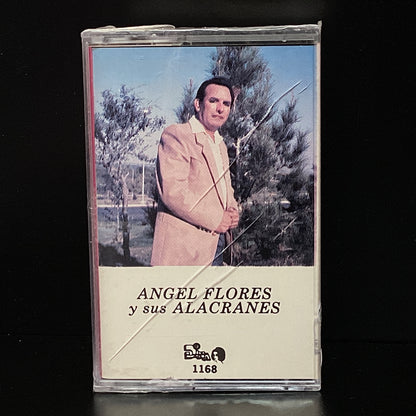 ANGEL FLORES
y sus ALACRANES
1168